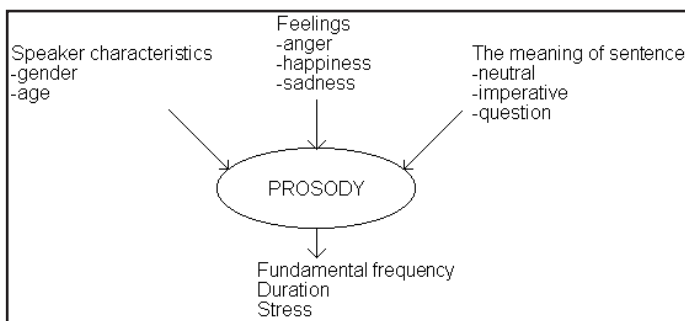 Feelings
-anger
-happiness
-sadness
Speaker characteristics
-gender
-age
The meaning of sentence
-neutral
-imperative
-question
PROSODY
Fundamental frequency
Duration
Stress